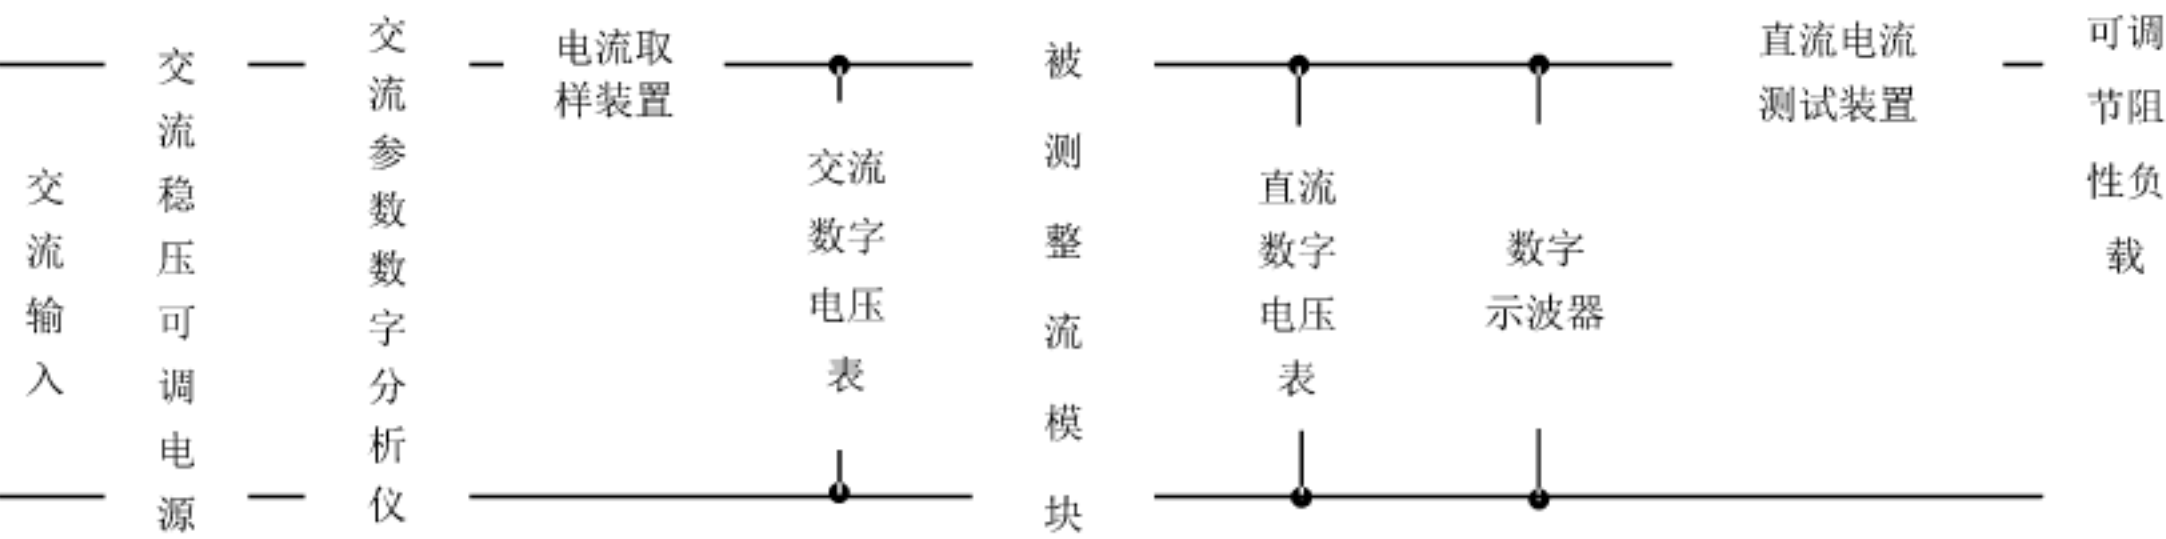 交流输入
交流稳压可调电源
交流参数数字分析仪
电流取
样装置
交流
数字
电压
表
被测整流模块
直流
数字
电压
表
数字
示波器
直流电流
测试装置
可调
节阻
性负
载